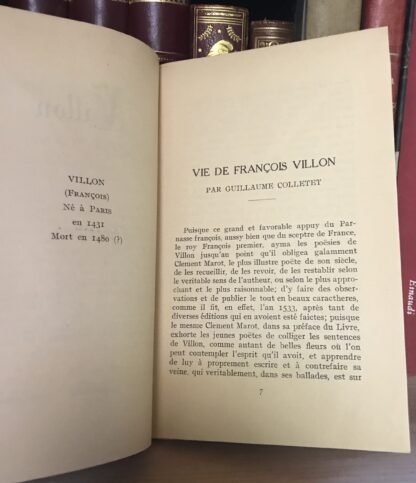 VILLON
(FRANÇOIS)
Né à PARIS
en 1431
Mort en 1480 (?)
VIE DE FRANÇOIS VILLON
PAR GUILLAUME COLLETET
Puisque ce grand et favorable appuy du Par-
nasse françois, aussy bien que du sceptre de France,
le roy François premier, ayma les poësies de
Villon jusqu'au point qu'il obligea galamment
Clement Marot, le plus illustre poëte de son siècle,
de les recueillir, de les revoir, de les restablir selon
le veritable sens de l'autheur, ou selon le plus appro-
chant et le plus raisonnable; d'y faire des obser-
vations et de publier le tout en beaux caractheres,
comme il fit, en effet, l'an 1533, après tant de
diverses éditions qui en avoient esté faictes; puisque
le mesme Clement Marot, dans sa préface du Livre,
exhorte les jeunes poëtes de colliger les sentences
de Villon, comme autant de belles fleurs où l'on
peut contempler l'esprit qu'il avoit, et apprendre
de luy à proprement escrire et à contrefaire sa
veine, qui veritablement, dans ses ballades, est sur
7
Esnauds